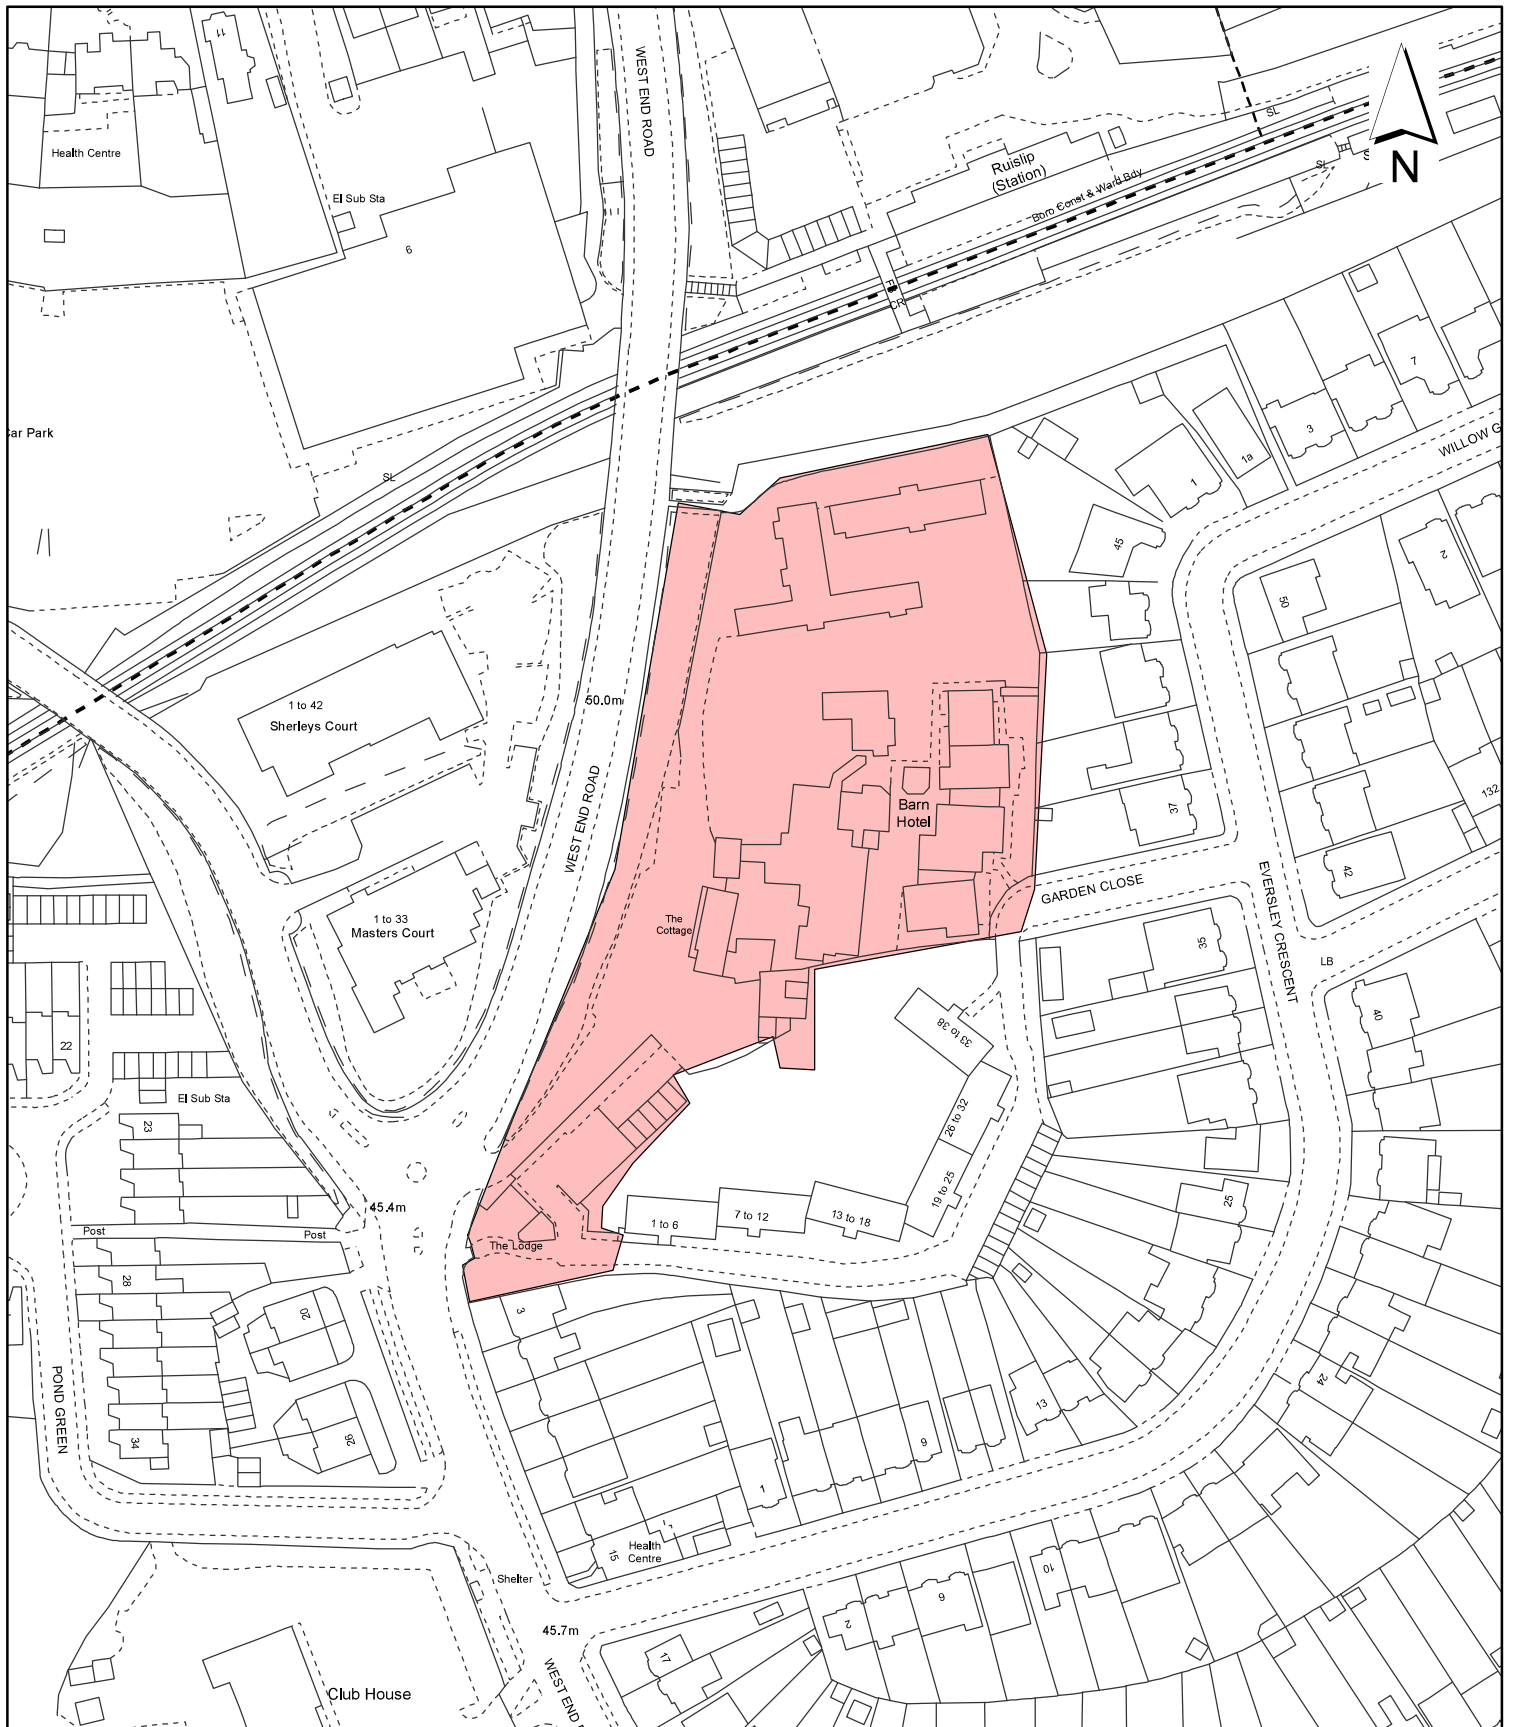 11
WEST END ROAD
SL
N
Health Centre
Ruislip
(Station)
SL
S
El Sub Sta
Boro Const & Ward Bdy
6
FB
CR
7
3
Car Park
1a
WILLOW G
SL
1
45
2
50
1 to 42
Sherleys Court
50.0m
WEST END ROAD
Barn
Hotel
37
132
42
EVERSLEY CRESCENT
GARDEN CLOSE
1 to 33
Masters Court
The
Cottage
35
LB
40
33 to 38
22
El Sub Sta
23
26 to 32
19 to 25
25
45.4m
1 to 6
7 to 12
13 to 18
Post
Post
The Lodge
28
20
3
POND GREEN
24
13
34
26
9
1
Health
Centre
15
Shelter
10
6
2
45.7m
17
WEST END
Club House